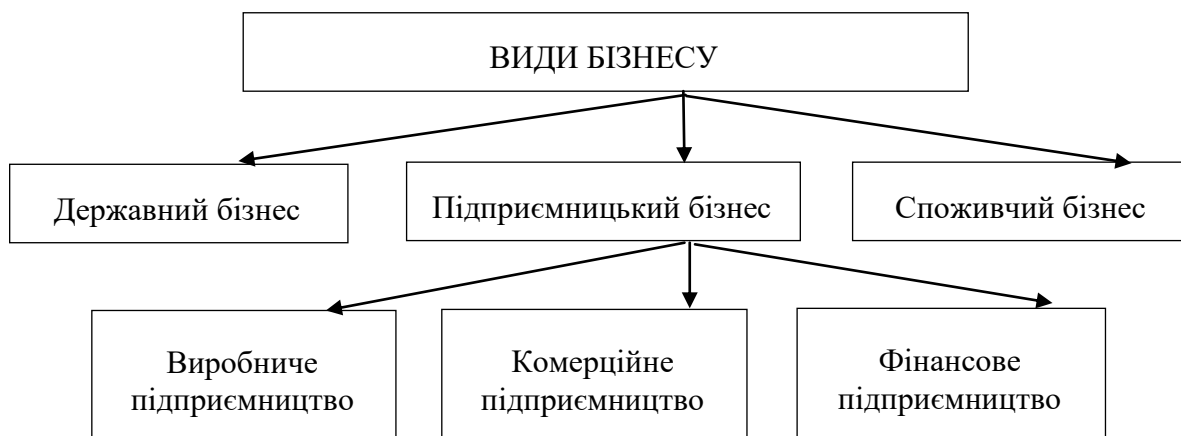 ВИДИ БІЗНЕСУ
Державний бізнес
Підприємницький бізнес
Споживчий бізнес
Виробниче
підприємництво
Комерційне
підприємництво
Фінансове
підприємництво